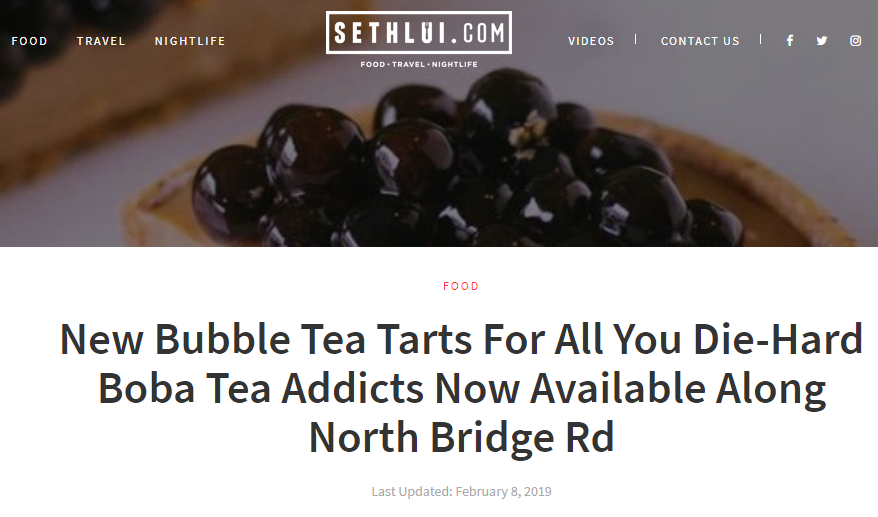 FOOD TRAVEL NIGHTLIFE
SETHLUI.COM
FOOD • TRAVEL • NIGHTLIFE
VIDEOS | CONTACT US |
FOOD
New Bubble Tea Tarts For All You Die-Hard
Boba Tea Addicts Now Available Along
North Bridge Rd
Last Updated: February 8, 2019